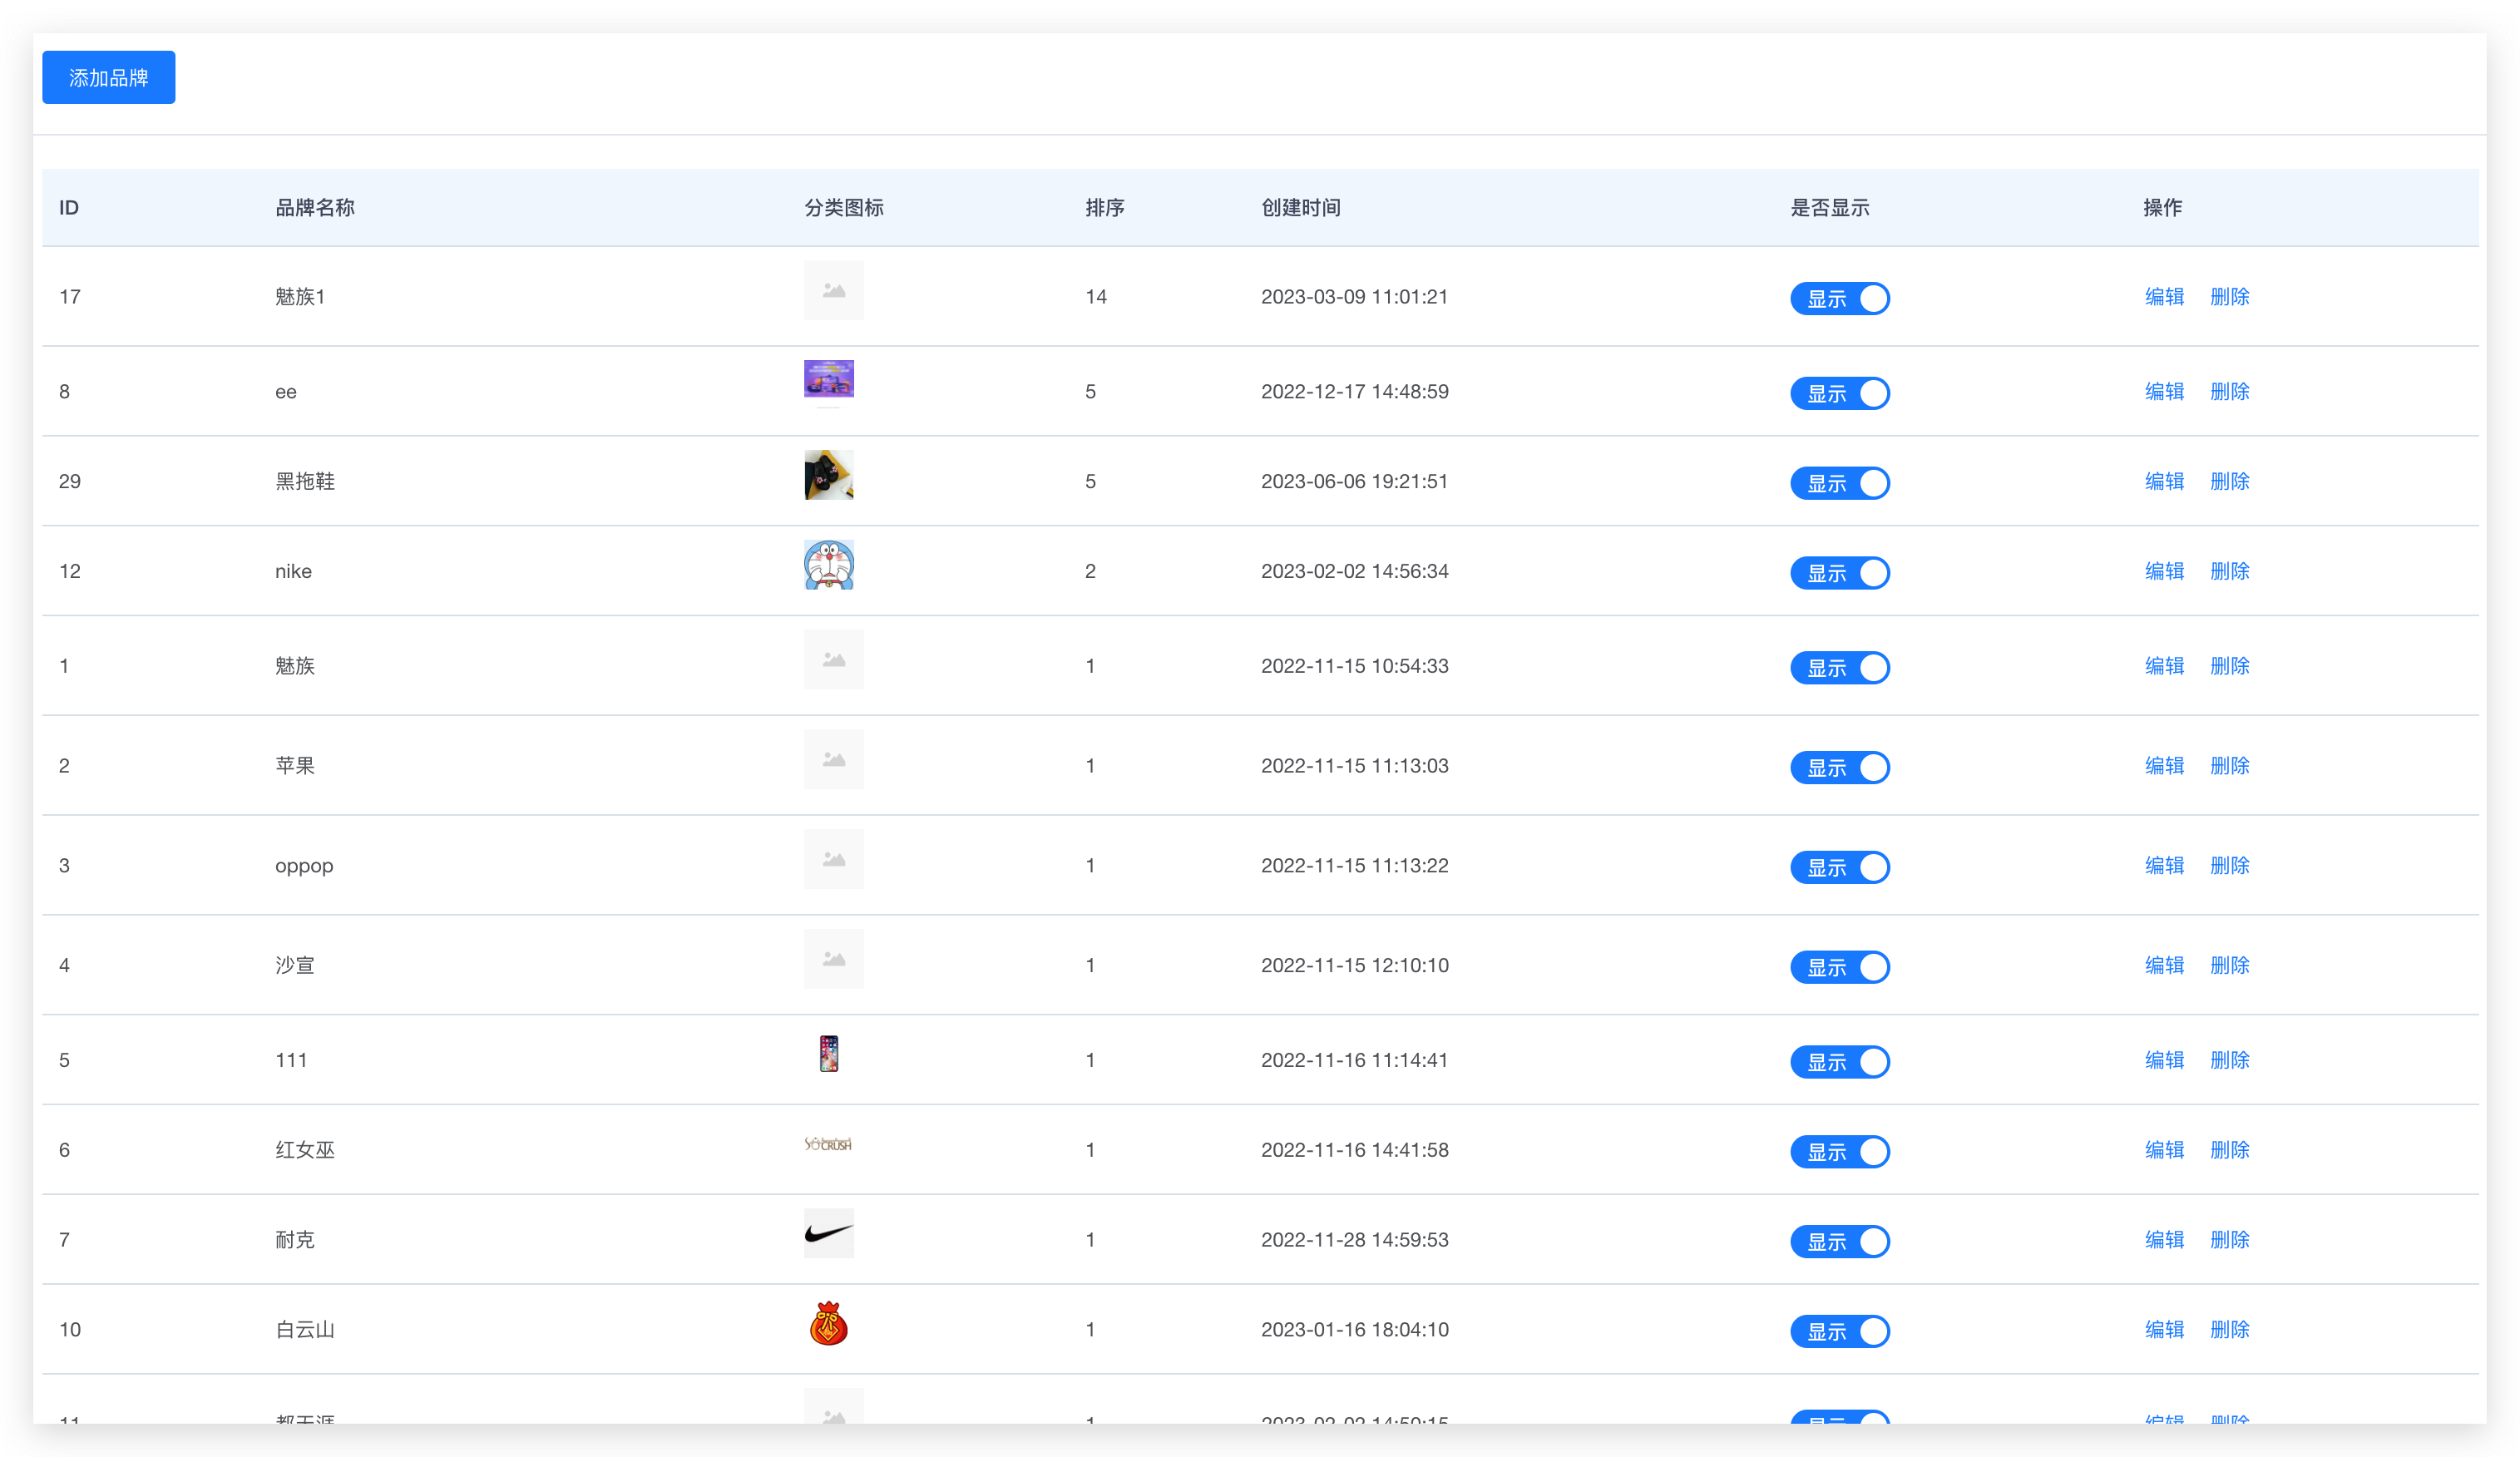 添加品牌
ID 品牌名称 分类图标 排序 创建时间 是否显示 操作
17 魅族1 14 2023-03-09 11:01:21 显示 编辑 删除
8 ee 5 2022-12-17 14:48:59 显示 编辑 删除
29 黑拖鞋 5 2023-06-06 19:21:51 显示 编辑 删除
12 nike 2 2023-02-02 14:56:34 显示 编辑 删除
1 魅族 1 2022-11-15 10:54:33 显示 编辑 删除
2 苹果 1 2022-11-15 11:13:03 显示 编辑 删除
3 oppop 1 2022-11-15 11:13:22 显示 编辑 删除
4 沙宣 1 2022-11-15 12:10:10 显示 编辑 删除
5 111 1 2022-11-16 11:14:41 显示 编辑 删除
6 红女巫 CRUSH 1 2022-11-16 14:41:58 显示 编辑 删除
7 耐克 1 2022-11-28 14:59:53 显示 编辑 删除
10 白云山 1 2023-01-16 18:04:10 显示 编辑 删除
11 1 2023-02-02 14:50:15 显示 编辑 删除